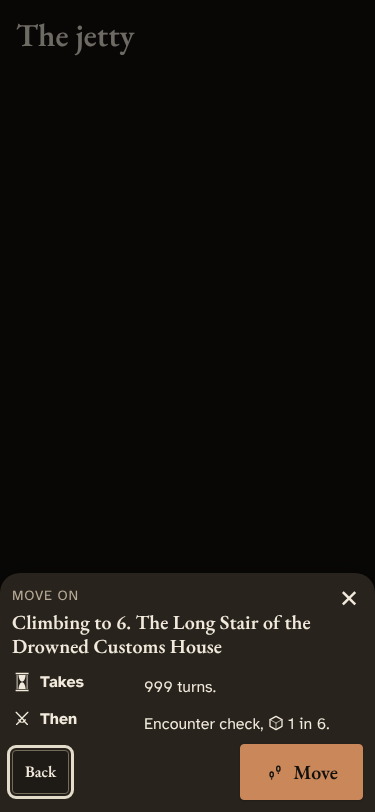 The jetty
MOVE ON
Climbing to 6. The Long Stair of the
Drowned Customs House
Takes 999 turns.
Then Encounter check, 1 in 6.
Back Move